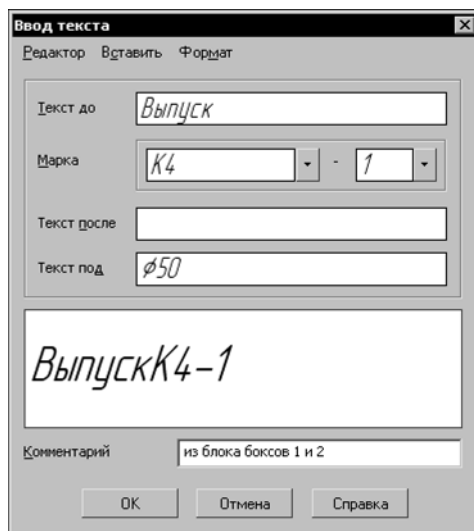 Ввод текста
Редактор Вставить Формат
Текст до Выпуск
Марка К4 - 1
Текст после
Текст под ⌀50
ВыпускК4-1
Комментарий из блока боксов 1 и 2
ОК Отмена Справка